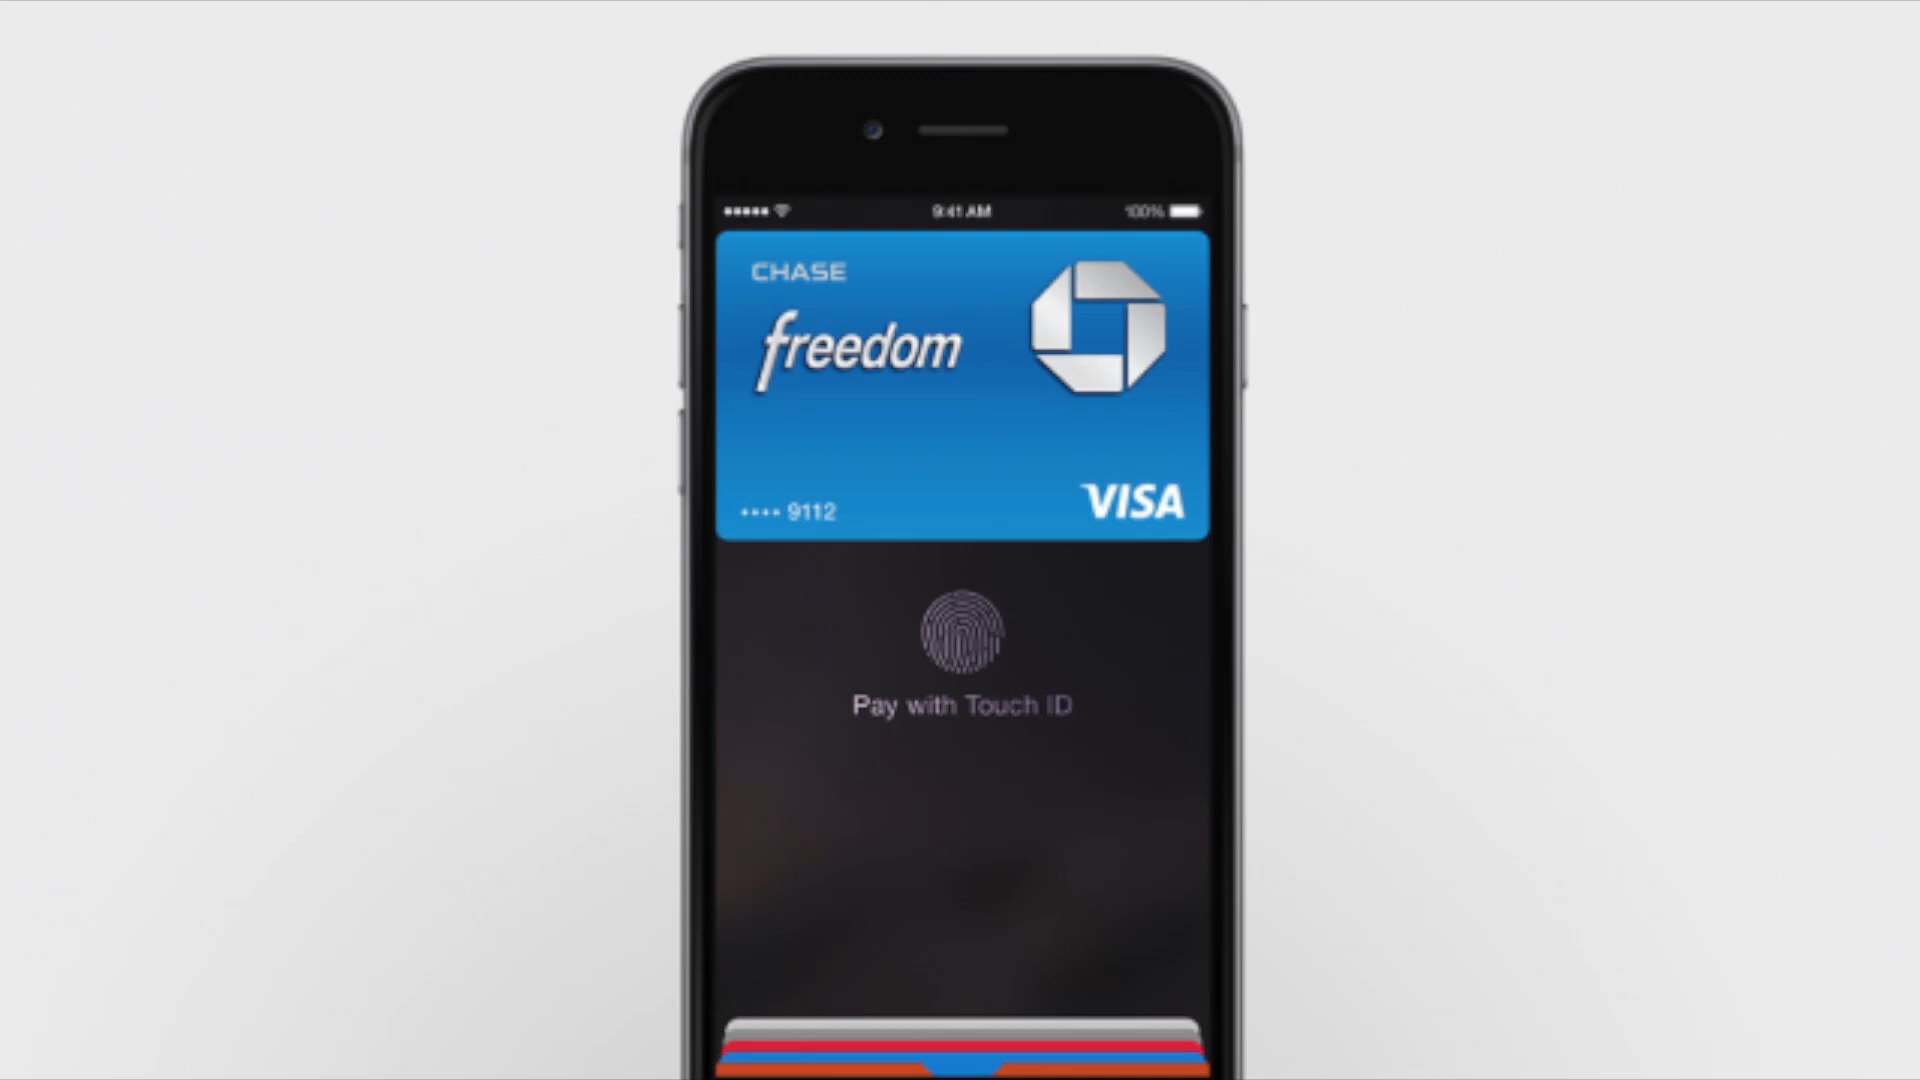 9:41 AM 100%
CHASE
freedom
•••• 9112 VISA
Pay with Touch ID